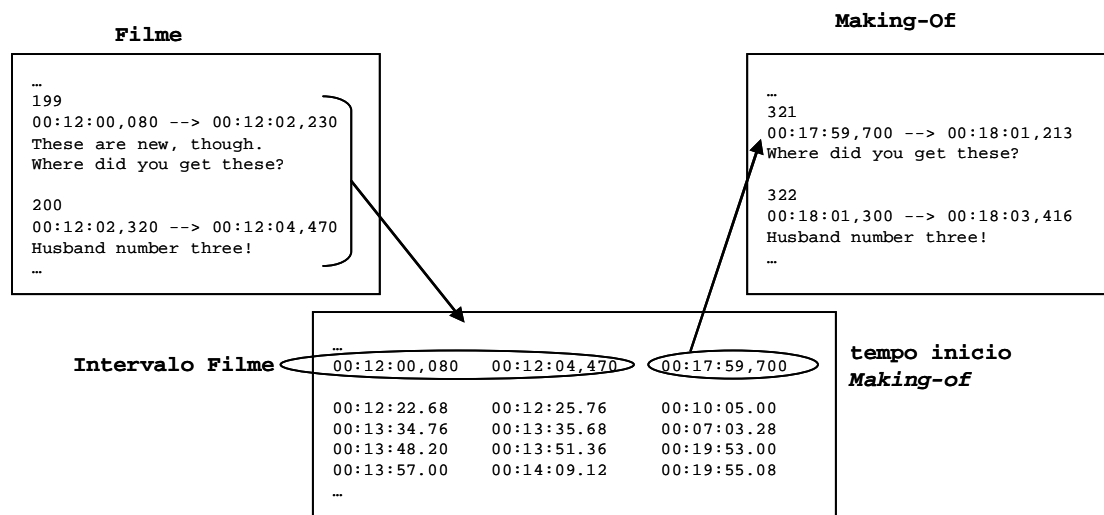 Filme
…
199
00:12:00,080 --> 00:12:02,230
These are new, though.
Where did you get these?
200
00:12:02,320 --> 00:12:04,470
Husband number three!
…
Making-Of
…
321
00:17:59,700 --> 00:18:01,213
Where did you get these?
322
00:18:01,300 --> 00:18:03,416
Husband number three!
…
Intervalo Filme
…
00:12:00,080 00:12:04,470 00:17:59,700
00:12:22.68 00:12:25.76 00:10:05.00
00:13:34.76 00:13:35.68 00:07:03.28
00:13:48.20 00:13:51.36 00:19:53.00
00:13:57.00 00:14:09.12 00:19:55.08
…
tempo inicio
Making-of